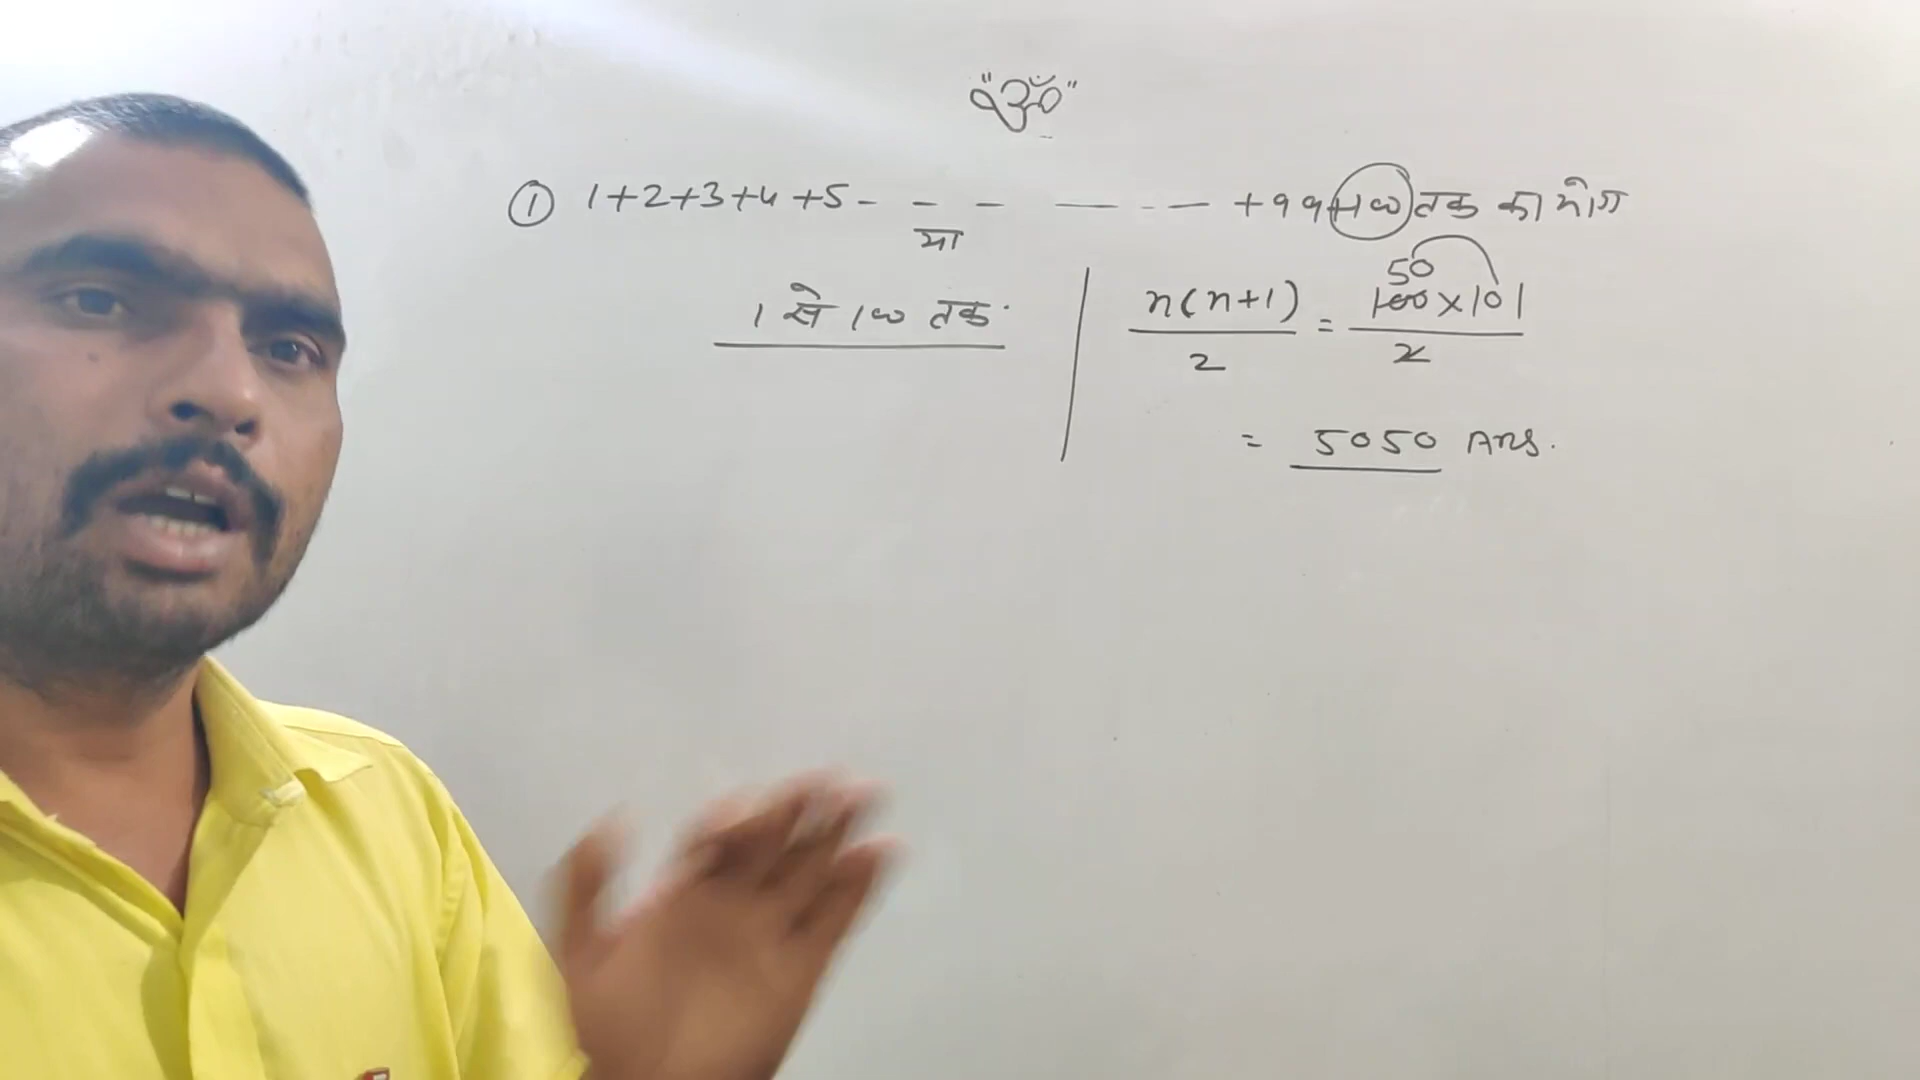 "ॐ"
① 1+2+3+4+5- - - — - — +99+100 तक का योग
या
1 से 100 तक.
n(n+1)/2 = 100×101/2
50
= 5050 Ans.